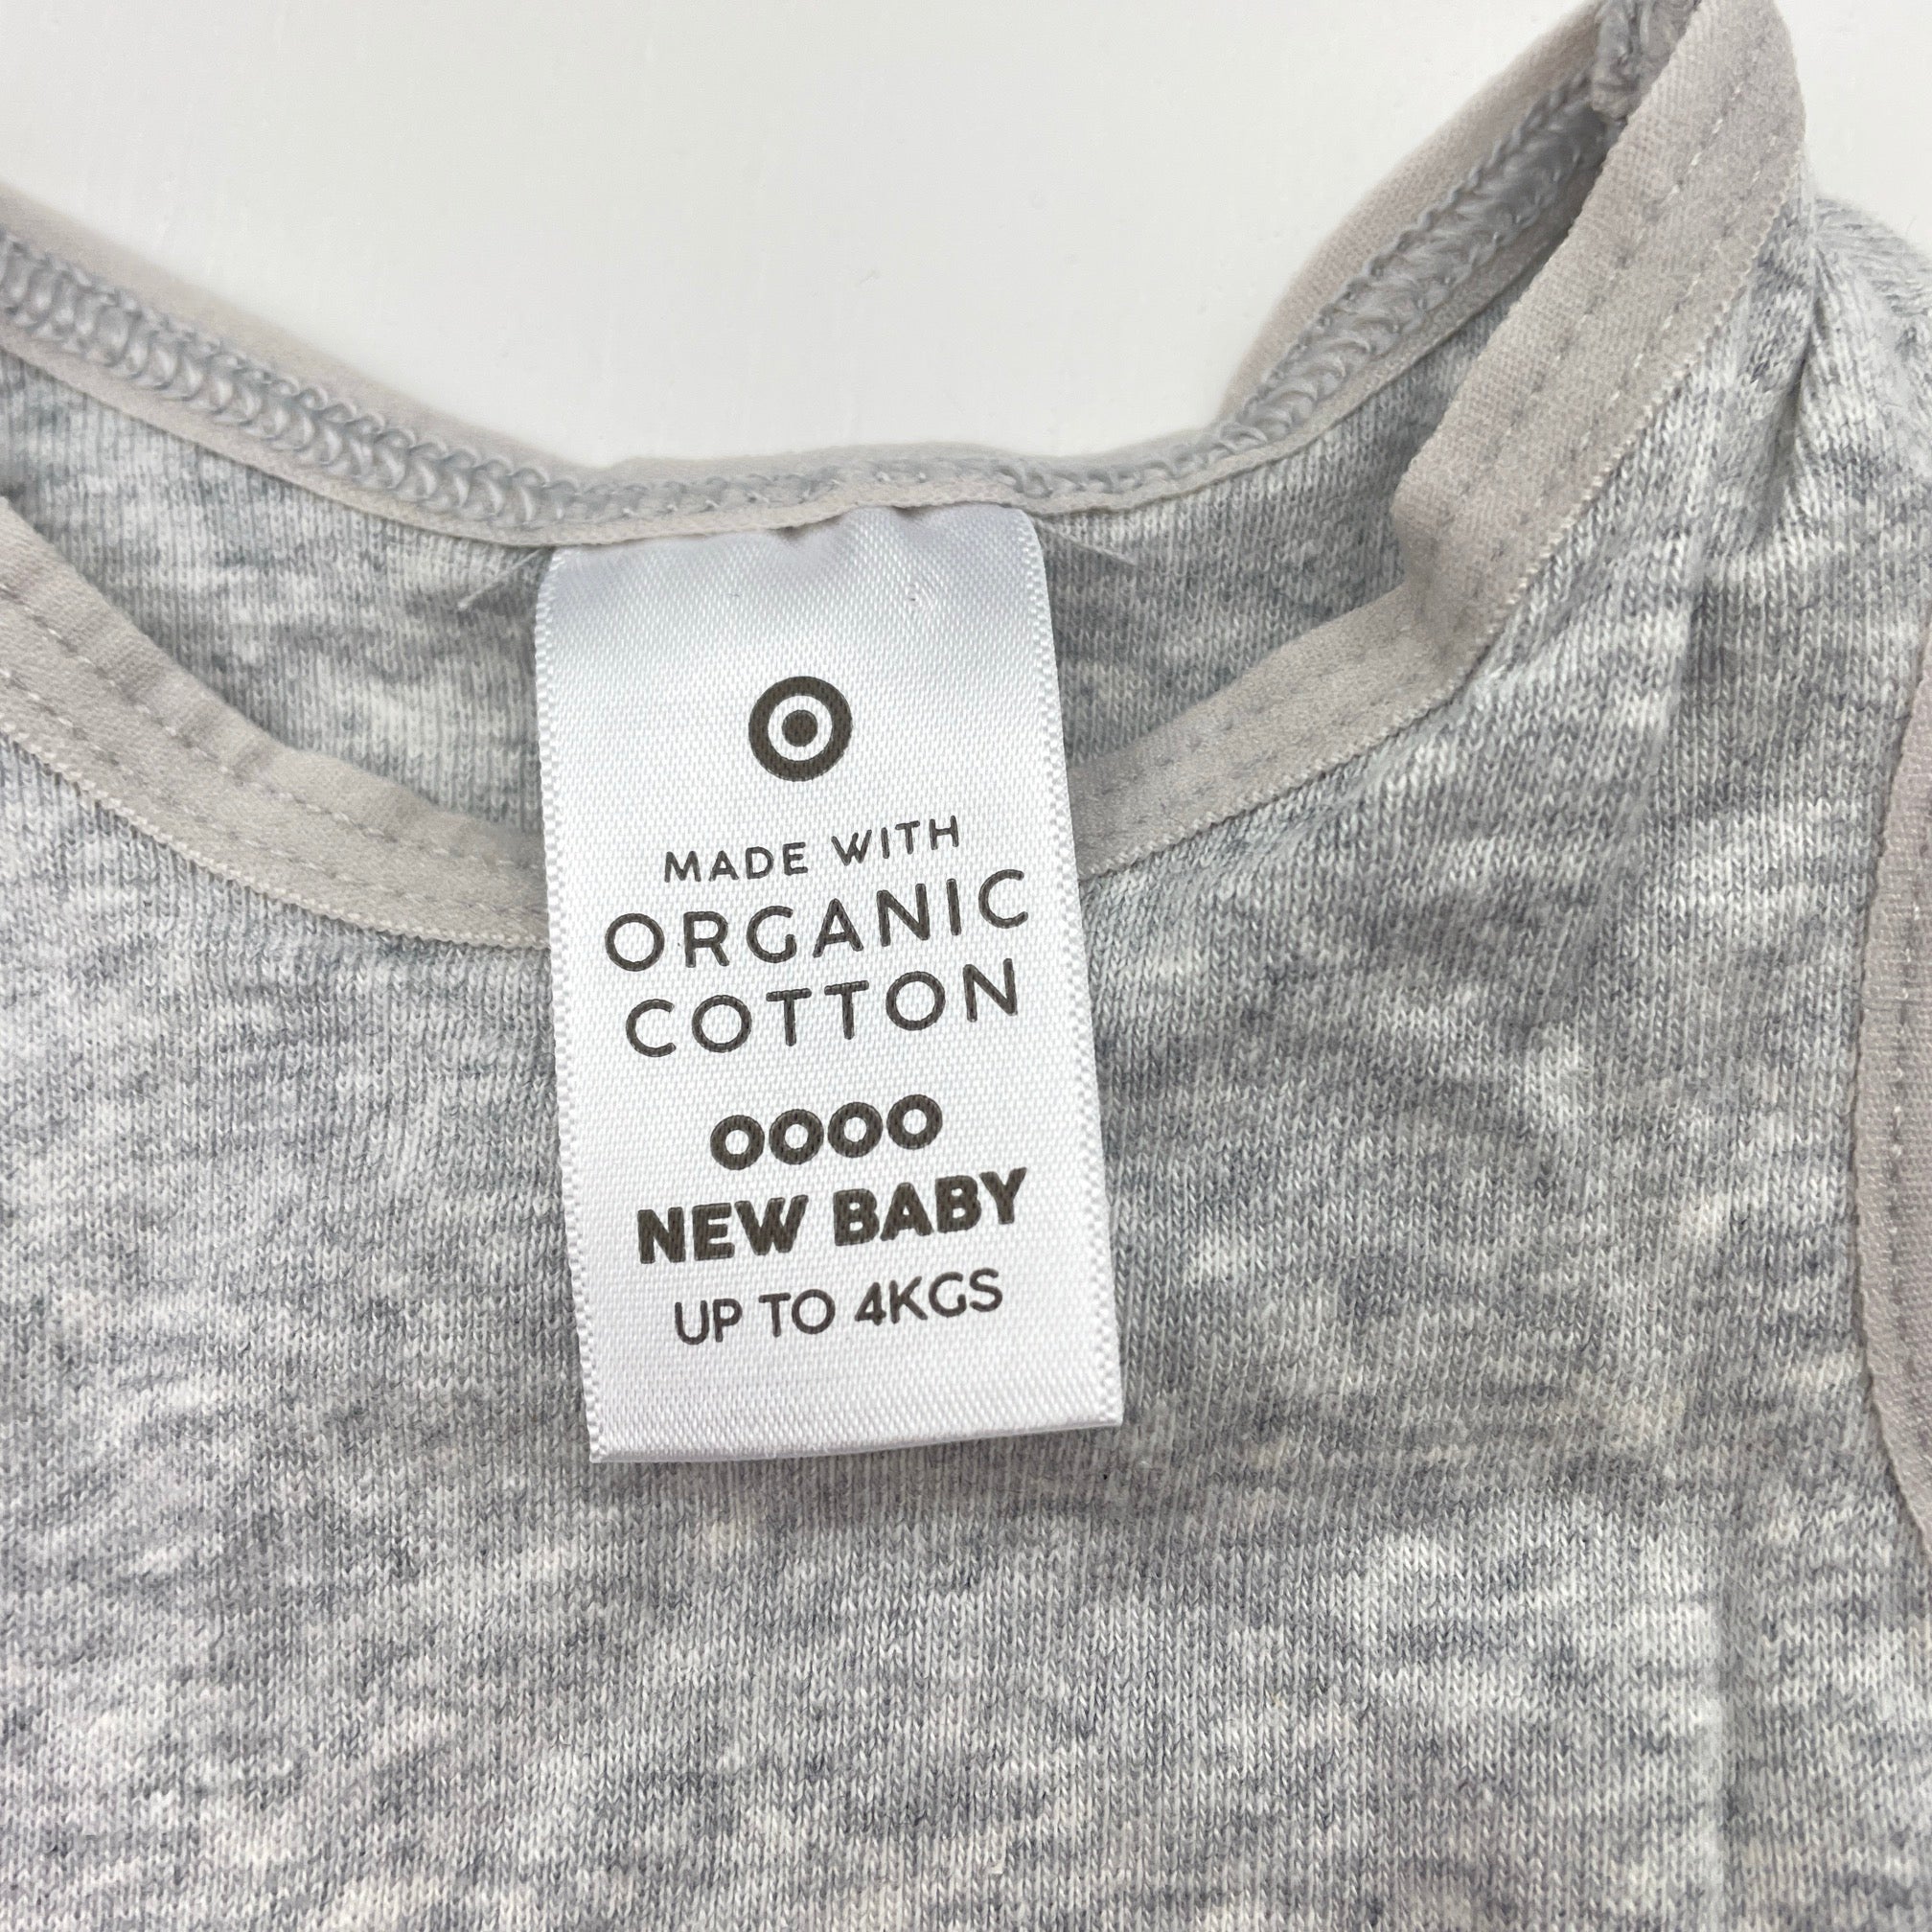 MADE WITH
ORGANIC
COTTON
0000
NEW BABY
UP TO 4KGS